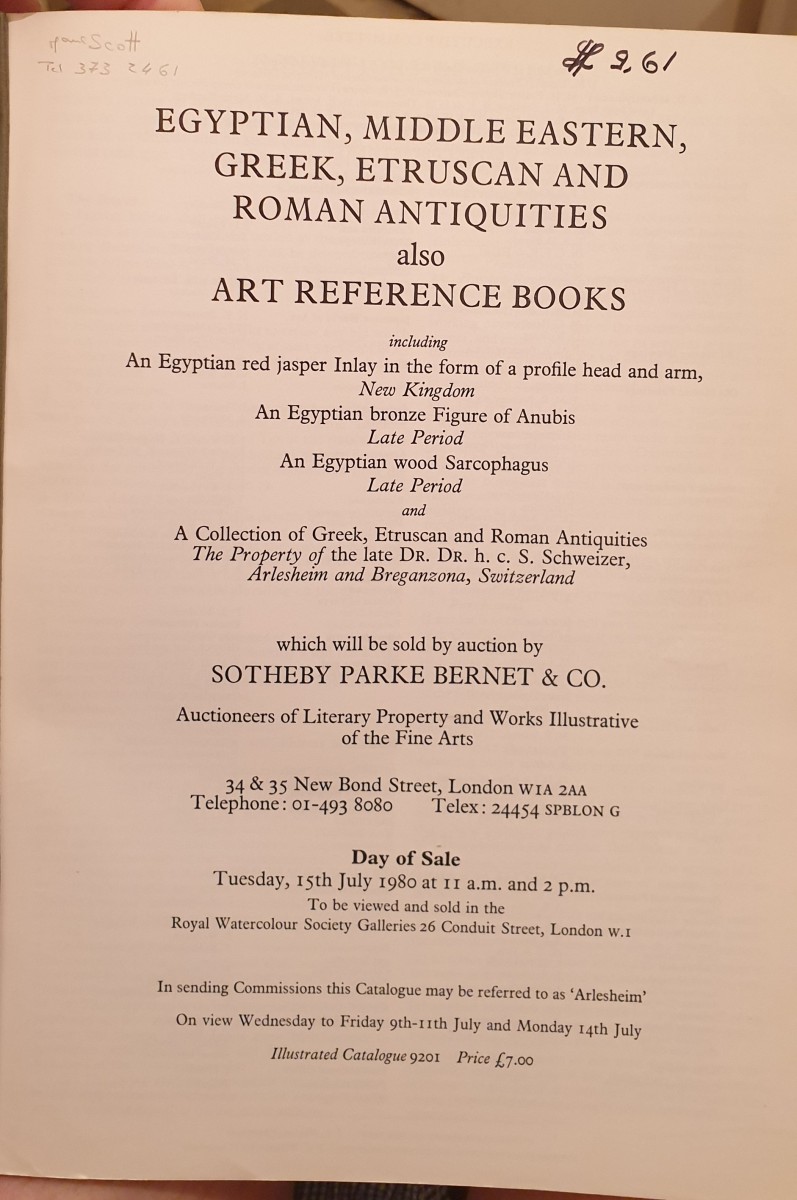 Scott
Tel 373 2461
2,61
EGYPTIAN, MIDDLE EASTERN,
GREEK, ETRUSCAN AND
ROMAN ANTIQUITIES
also
ART REFERENCE BOOKS
including
An Egyptian red jasper Inlay in the form of a profile head and arm,
New Kingdom
An Egyptian bronze Figure of Anubis
Late Period
An Egyptian wood Sarcophagus
Late Period
and
A Collection of Greek, Etruscan and Roman Antiquities
The Property of the late DR. DR. h. c. S. Schweizer,
Arlesheim and Breganzona, Switzerland
which will be sold by auction by
SOTHEBY PARKE BERNET & CO.
Auctioneers of Literary Property and Works Illustrative
of the Fine Arts
34 & 35 New Bond Street, London W1A 2AA
Telephone: 01-493 8080 Telex: 24454 SPBLON G
Day of Sale
Tuesday, 15th July 1980 at 11 a.m. and 2 p.m.
To be viewed and sold in the
Royal Watercolour Society Galleries 26 Conduit Street, London W.1
In sending Commissions this Catalogue may be referred to as ‘Arlesheim’
On view Wednesday to Friday 9th-11th July and Monday 14th July
Illustrated Catalogue 9201 Price £7.00